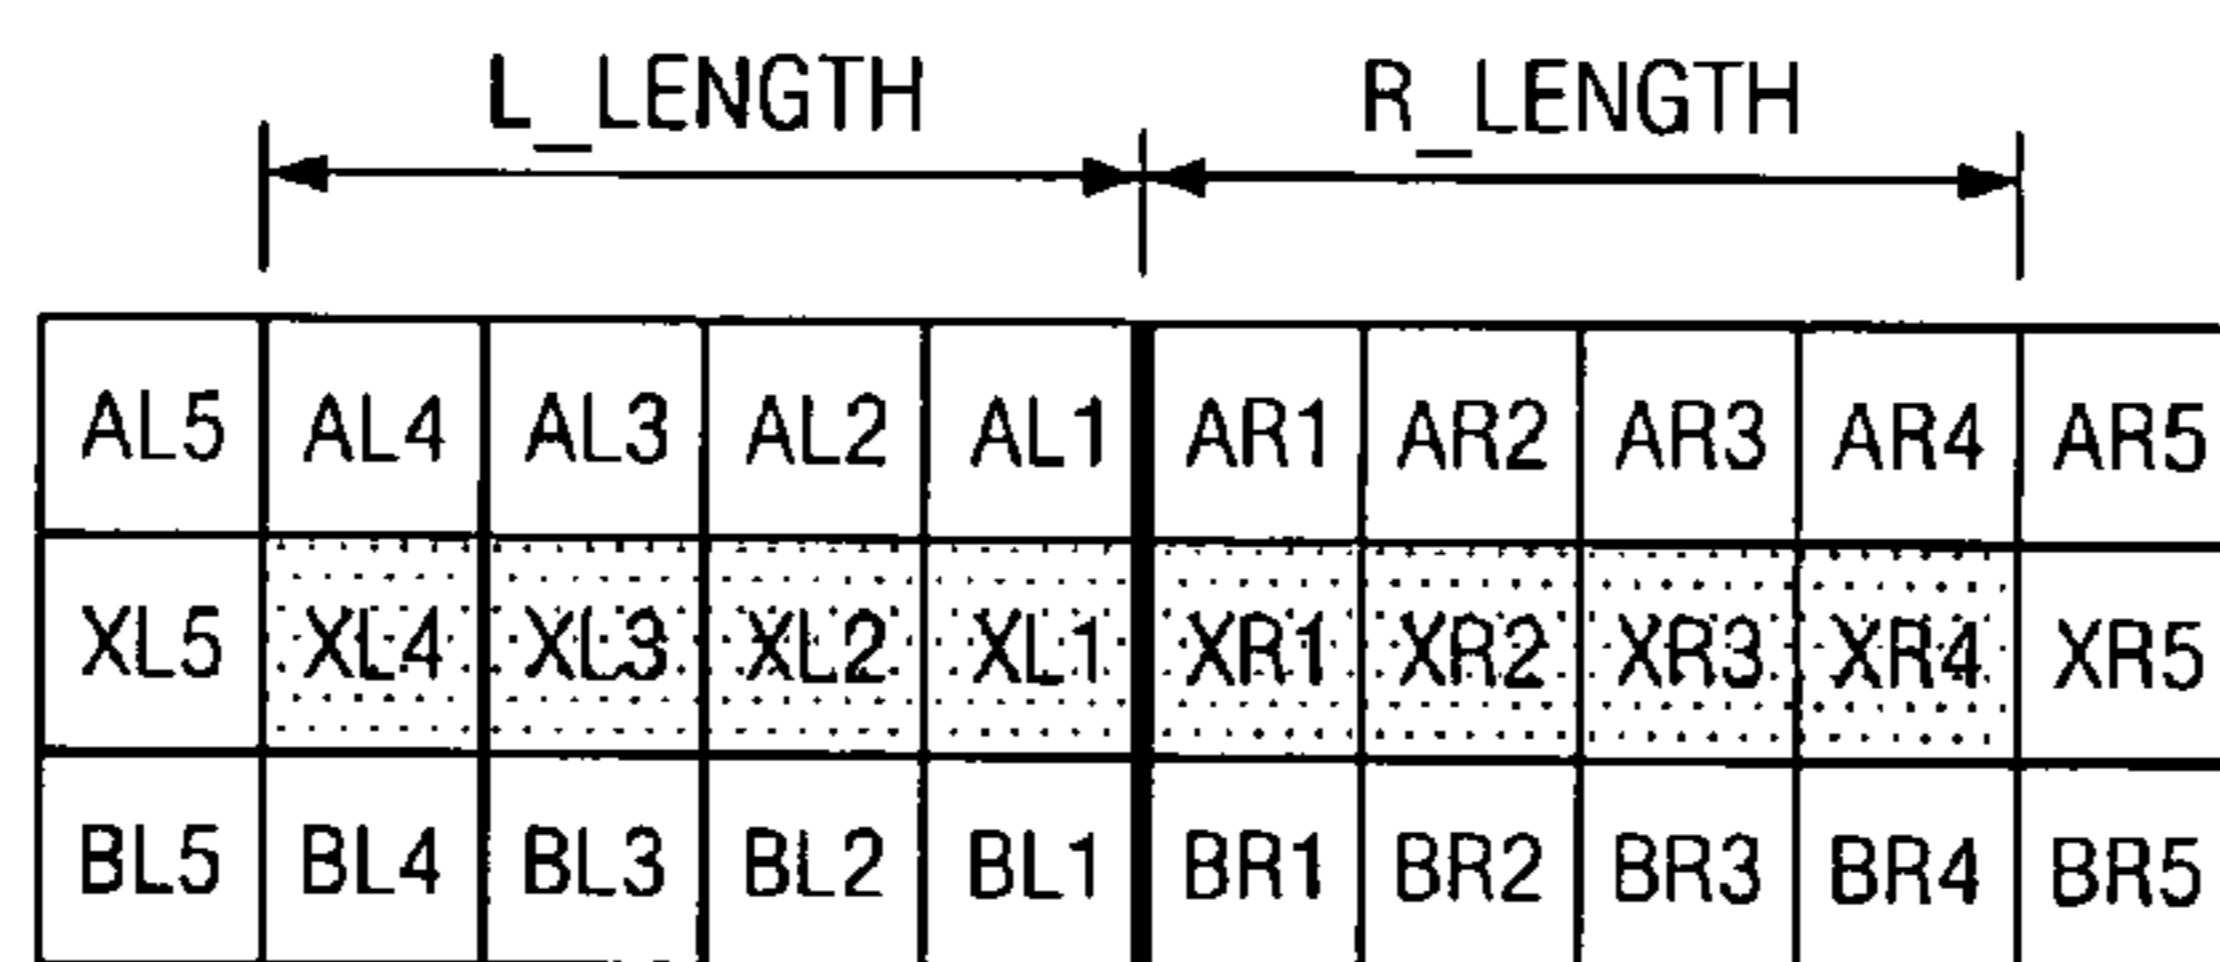 L_LENGTH R_LENGTH
AL5 AL4 AL3 AL2 AL1 AR1 AR2 AR3 AR4 AR5
XL5 XL4 XL3 XL2 XL1 XR1 XR2 XR3 XR4 XR5
BL5 BL4 BL3 BL2 BL1 BR1 BR2 BR3 BR4 BR5